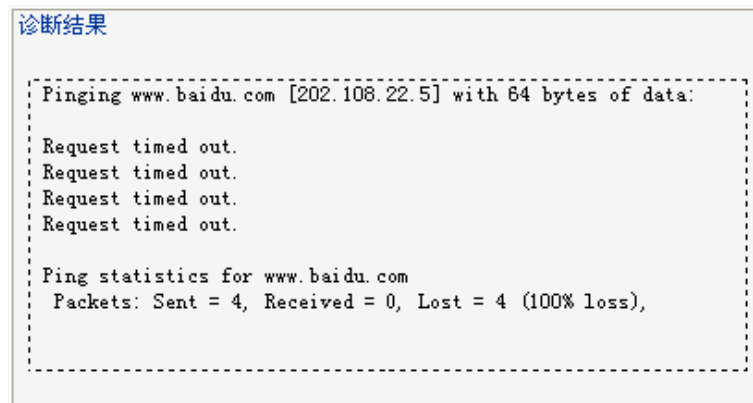 诊断结果
Pinging www.baidu.com [202.108.22.5] with 64 bytes of data:
Request timed out.
Request timed out.
Request timed out.
Request timed out.
Ping statistics for www.baidu.com
Packets: Sent = 4, Received = 0, Lost = 4 (100% loss),